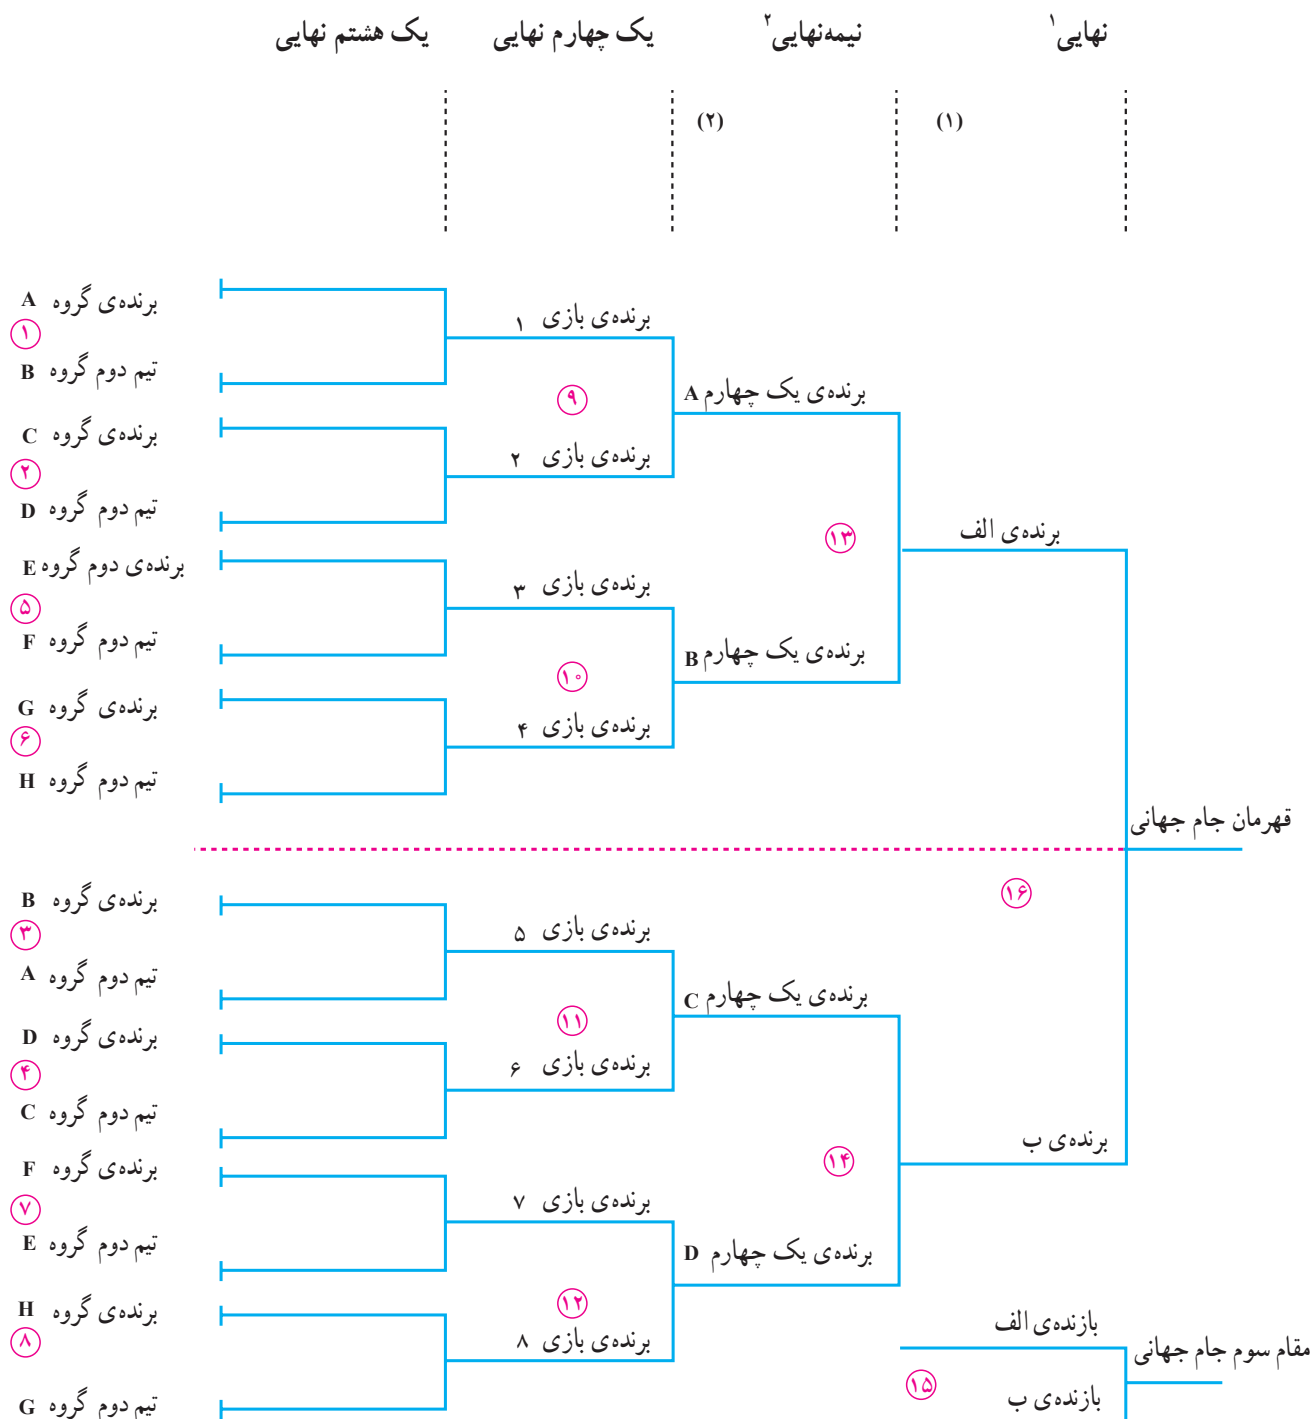 نهایی۱ نیمه‌نهایی۲ یک چهارم نهایی یک هشتم نهایی
(۱) (۲)
برنده‌ی گروه A
۱
تیم دوم گروه B
برنده‌ی گروه C
۲
تیم دوم گروه D
برنده‌ی دوم گروه E
۵
تیم دوم گروه F
برنده‌ی گروه G
۶
تیم دوم گروه H
برنده‌ی گروه B
۳
تیم دوم گروه A
برنده‌ی گروه D
۴
تیم دوم گروه C
برنده‌ی گروه F
۷
تیم دوم گروه E
برنده‌ی گروه H
۸
تیم دوم گروه G
برنده‌ی بازی ۱
۹
برنده‌ی بازی ۲
برنده‌ی بازی ۳
۱۰
برنده‌ی بازی ۴
برنده‌ی بازی ۵
۱۱
برنده‌ی بازی ۶
برنده‌ی بازی ۷
۱۲
برنده‌ی بازی ۸
برنده‌ی یک چهارم A
۱۳
برنده‌ی یک چهارم B
برنده‌ی یک چهارم C
۱۴
برنده‌ی یک چهارم D
برنده‌ی الف
قهرمان جام جهانی
۱۶
برنده‌ی ب
بازنده‌ی الف
مقام سوم جام جهانی
۱۵
بازنده‌ی ب